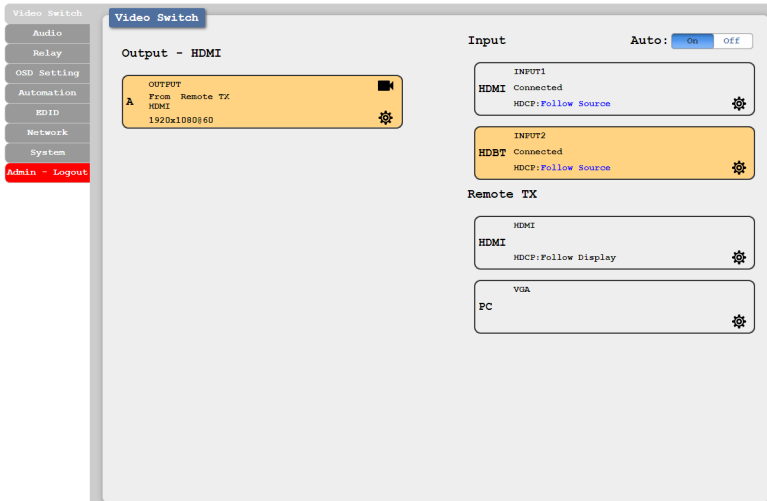 Video Switch
Audio
Relay
OSD Setting
Automation
EDID
Network
System
Admin - Logout
Video Switch
Output - HDMI
A
OUTPUT
From Remote TX
HDMI
1920x1080@60
Input
Auto: On Off
INPUT1
HDMI Connected
HDCP:Follow Source
INPUT2
HDBT Connected
HDCP:Follow Source
Remote TX
HDMI
HDMI
HDCP:Follow Display
VGA
PC